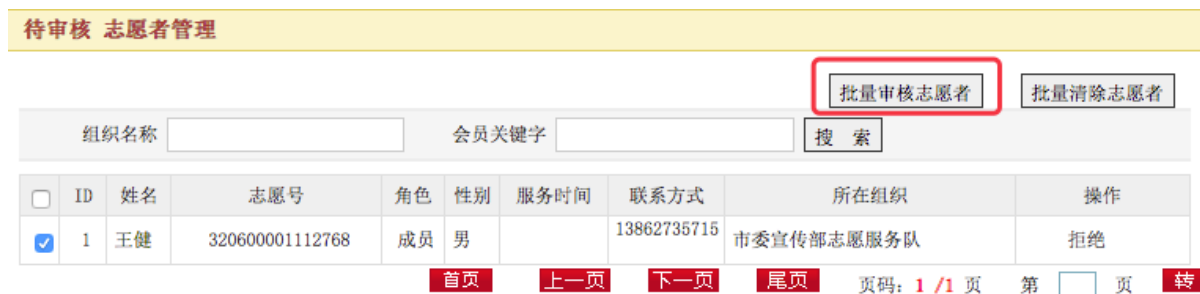 待审核 志愿者管理
批量审核志愿者 批量清除志愿者
组织名称 会员关键字 搜 索
ID 姓名 志愿号 角色 性别 服务时间 联系方式 所在组织 操作
1 王健 320600001112768 成员 男 13862735715 市委宣传部志愿服务队 拒绝
首页 上一页 下一页 尾页 页码：1 /1 页 第 页 转